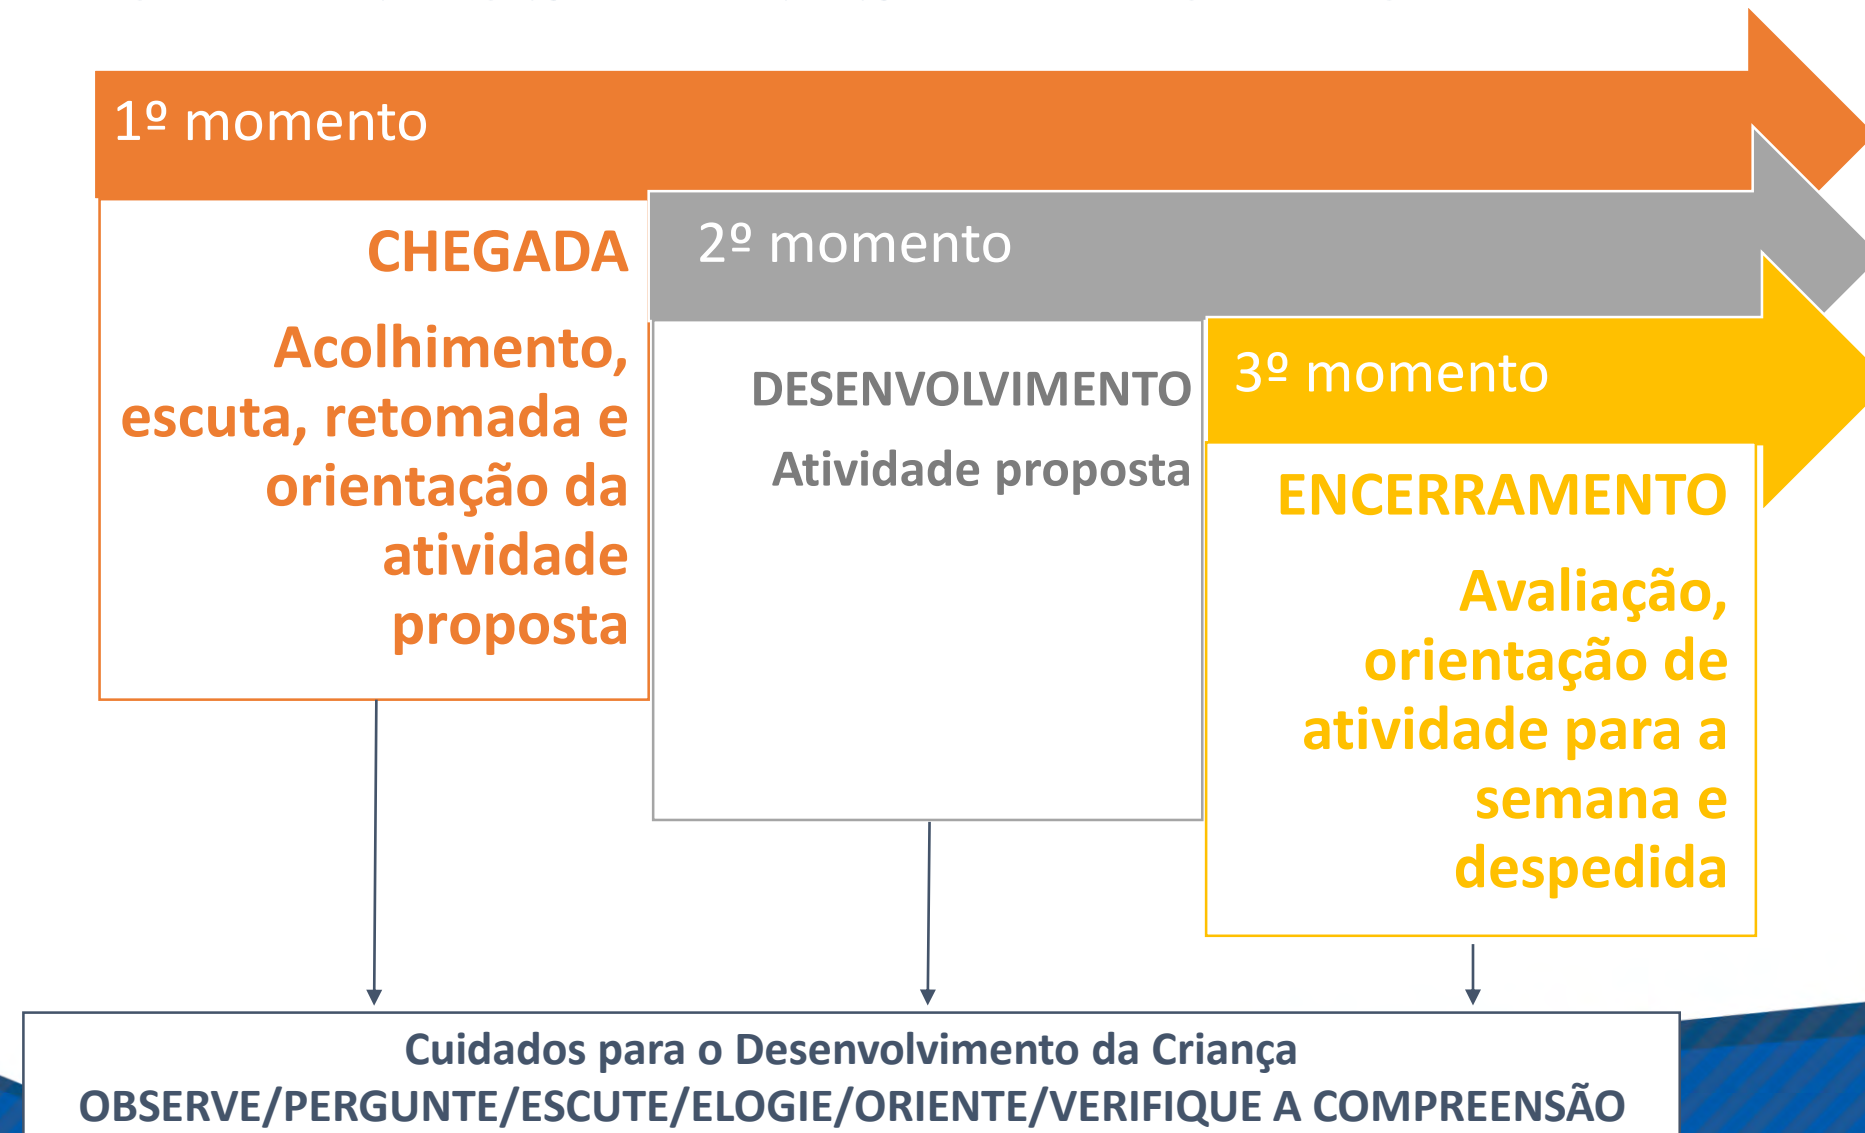 1º momento
CHEGADA
Acolhimento,
escuta, retomada e
orientação da
atividade
proposta
2º momento
DESENVOLVIMENTO
Atividade proposta
3º momento
ENCERRAMENTO
Avaliação,
orientação de
atividade para a
semana e
despedida
Cuidados para o Desenvolvimento da Criança
OBSERVE/PERGUNTE/ESCUTE/ELOGIE/ORIENTE/VERIFIQUE A COMPREENSÃO